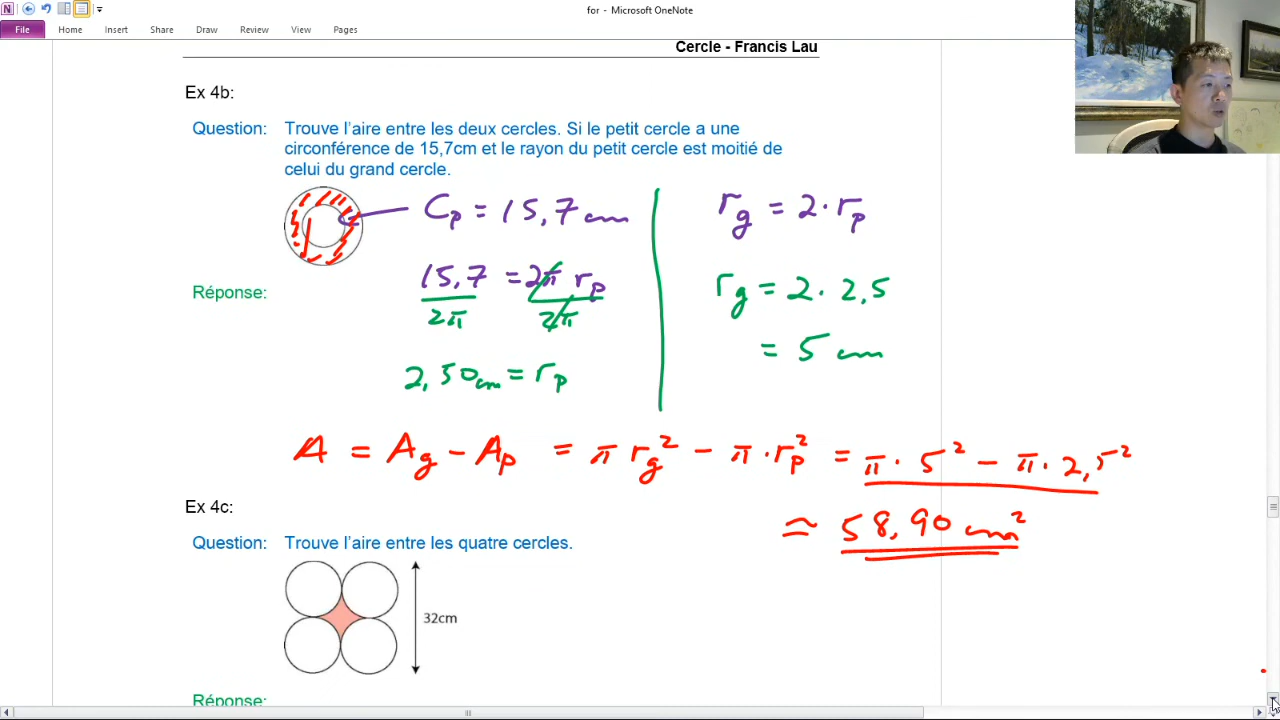 for - Microsoft OneNote
File Home Insert Share Draw Review View Pages
Cercle - Francis Lau
Ex 4b:
Question: Trouve l'aire entre les deux cercles. Si le petit cercle a une
circonférence de 15,7cm et le rayon du petit cercle est moitié de
celui du grand cercle.
Cp = 15,7 cm
15,7 = 2π rp
2π 2π
2,50cm = rp
rg = 2·rp
rg = 2·2,5
= 5 cm
Réponse:
A = Ag - Ap = π rg² - π·rp² = π·5² - π·2,5²
≈ 58,90 cm²
Ex 4c:
Question: Trouve l'aire entre les quatre cercles.
32cm
Réponse: